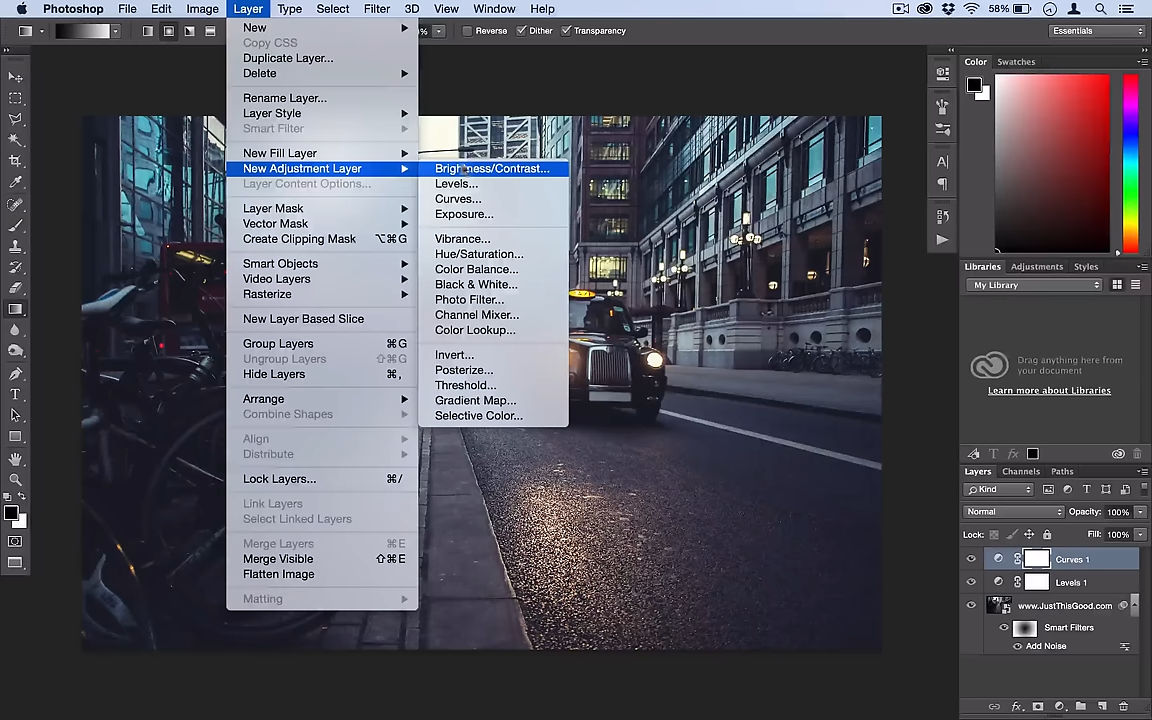 Photoshop File Edit Image Layer Type Select Filter 3D View Window Help 58%
% Reverse Dither Transparency Essentials
New
Copy CSS
Duplicate Layer...
Delete
Rename Layer...
Layer Style
Smart Filter
New Fill Layer
New Adjustment Layer
Layer Content Options...
Layer Mask
Vector Mask
Create Clipping Mask ⌥⌘G
Smart Objects
Video Layers
Rasterize
New Layer Based Slice
Group Layers ⌘G
Ungroup Layers ⇧⌘G
Hide Layers ⌘,
Arrange
Combine Shapes
Align
Distribute
Lock Layers... ⌘/
Link Layers
Select Linked Layers
Merge Layers ⌘E
Merge Visible ⇧⌘E
Flatten Image
Matting
Brightness/Contrast...
Levels...
Curves...
Exposure...
Vibrance...
Hue/Saturation...
Color Balance...
Black & White...
Photo Filter...
Channel Mixer...
Color Lookup...
Invert...
Posterize...
Threshold...
Gradient Map...
Selective Color...
Color Swatches
Libraries Adjustments Styles
My Library
Drag anything here from
your document
Learn more about Libraries
Layers Channels Paths
Kind
Normal Opacity: 100%
Lock: Fill: 100%
Curves 1
Levels 1
www.JustThisGood.com
Smart Filters
Add Noise